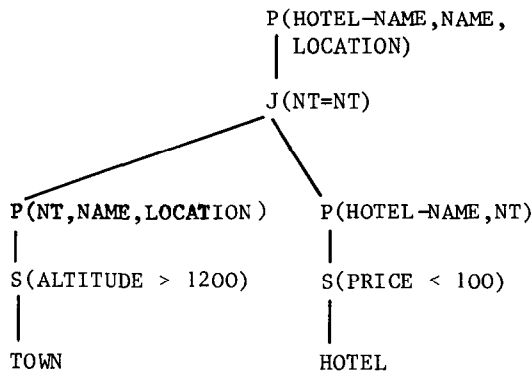 P(HOTEL-NAME,NAME,
LOCATION)
J(NT=NT)
P(NT,NAME,LOCATION)
P(HOTEL-NAME,NT)
S(ALTITUDE > 1200)
S(PRICE < 100)
TOWN
HOTEL